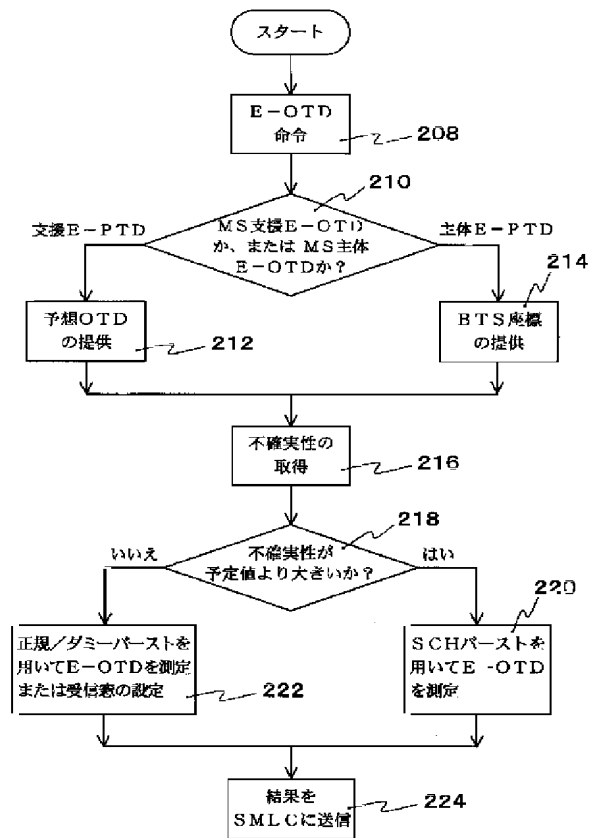 スタート
E-OTD
命令
208
210
MS支援E-OTD
か、または MS主体
E-OTDか？
支援E-PTD
主体E-PTD
予想OTD
の提供
212
214
BTS座標
の提供
不確実性の
取得
216
218
不確実性が
予定値より大きいか？
いいえ
はい
正規／ダミーバーストを
用いてE-OTDを測定
または受信窓の設定
222
220
SCHバーストを
用いてE-OTD
を測定
結果を
SMLCに送信
224